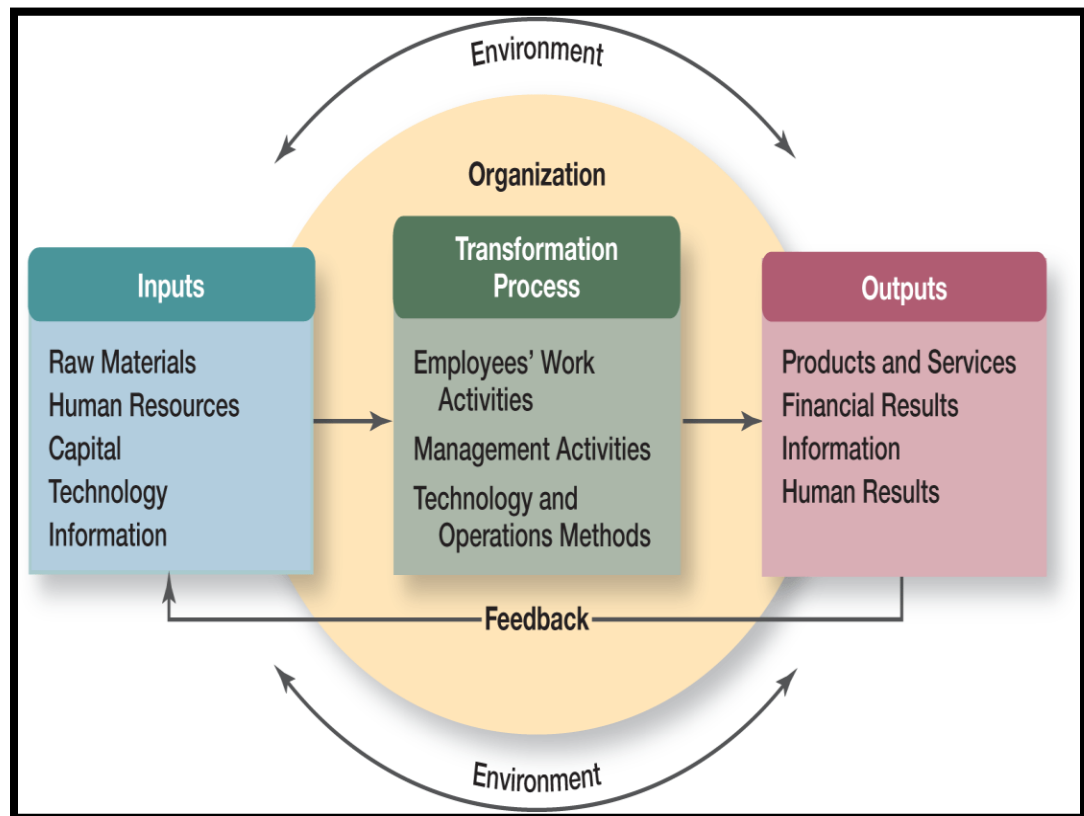 Environment
Organization
Inputs
Raw Materials
Human Resources
Capital
Technology
Information
Transformation
Process
Employees’ Work
Activities
Management Activities
Technology and
Operations Methods
Outputs
Products and Services
Financial Results
Information
Human Results
Feedback
Environment